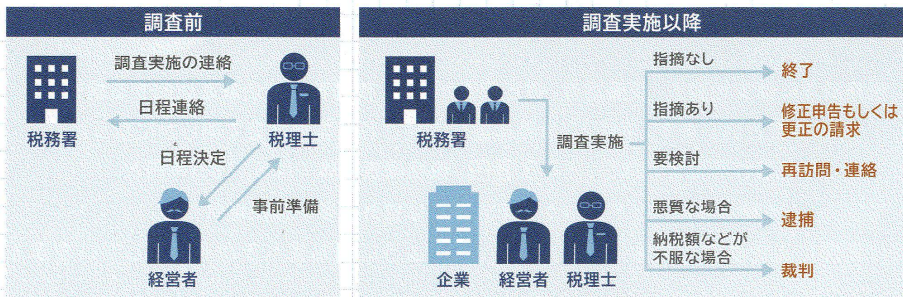 調査前
調査実施の連絡
日程連絡
税務署
税理士
日程決定
事前準備
経営者
調査実施以降
税務署
調査実施
企業
経営者
税理士
指摘なし
終了
指摘あり
修正申告もしくは
更正の請求
要検討
再訪問・連絡
悪質な場合
逮捕
納税額などが
不服な場合
裁判